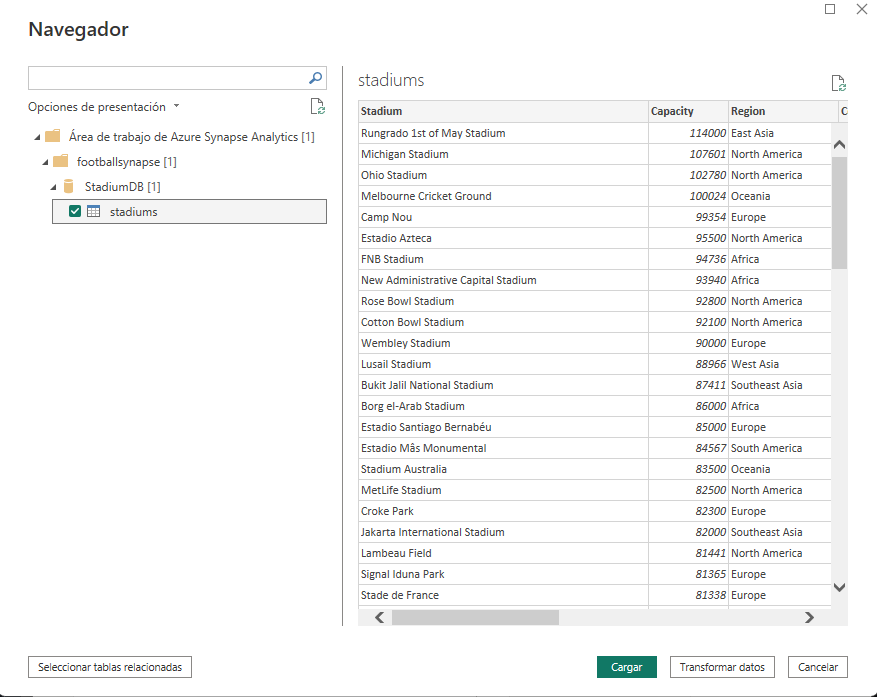 Navegador
Opciones de presentación
Área de trabajo de Azure Synapse Analytics [1]
footballsynapse [1]
StadiumDB [1]
stadiums
stadiums
Stadium Capacity Region C
Rungrado 1st of May Stadium 114000 East Asia
Michigan Stadium 107601 North America
Ohio Stadium 102780 North America
Melbourne Cricket Ground 100024 Oceania
Camp Nou 99354 Europe
Estadio Azteca 95500 North America
FNB Stadium 94736 Africa
New Administrative Capital Stadium 93940 Africa
Rose Bowl Stadium 92800 North America
Cotton Bowl Stadium 92100 North America
Wembley Stadium 90000 Europe
Lusail Stadium 88966 West Asia
Bukit Jalil National Stadium 87411 Southeast Asia
Borg el-Arab Stadium 86000 Africa
Estadio Santiago Bernabéu 85000 Europe
Estadio Mâs Monumental 84567 South America
Stadium Australia 83500 Oceania
MetLife Stadium 82500 North America
Croke Park 82300 Europe
Jakarta International Stadium 82000 Southeast Asia
Lambeau Field 81441 North America
Signal Iduna Park 81365 Europe
Stade de France 81338 Europe
Seleccionar tablas relacionadas
Cargar
Transformar datos
Cancelar